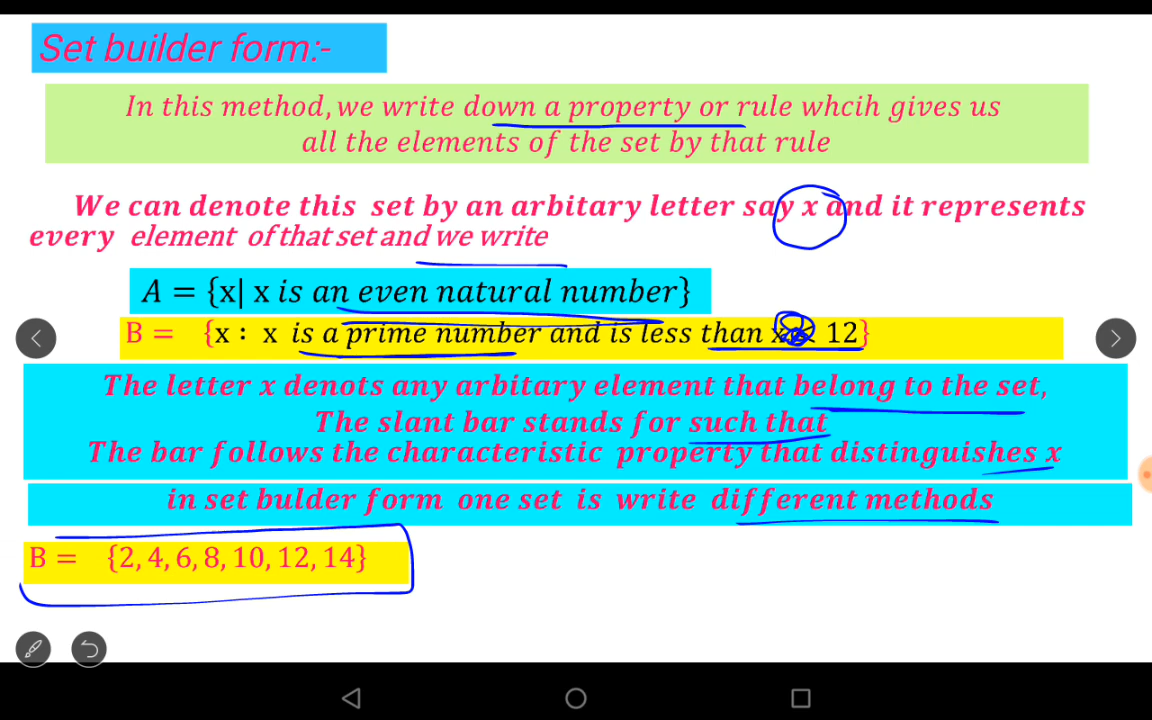 Set builder form:-
In this method, we write down a property or rule whcih gives us
all the elements of the set by that rule
We can denote this set by an arbitary letter say x and it represents
every element of that set and we write
A = {x| x is an even natural number}
B = {x : x is a prime number and is less than x < 12}
The letter x denots any arbitary element that belong to the set,
The slant bar stands for such that
The bar follows the characteristic property that distinguishes x
in set bulder form one set is write different methods
B = {2, 4, 6, 8, 10, 12, 14}